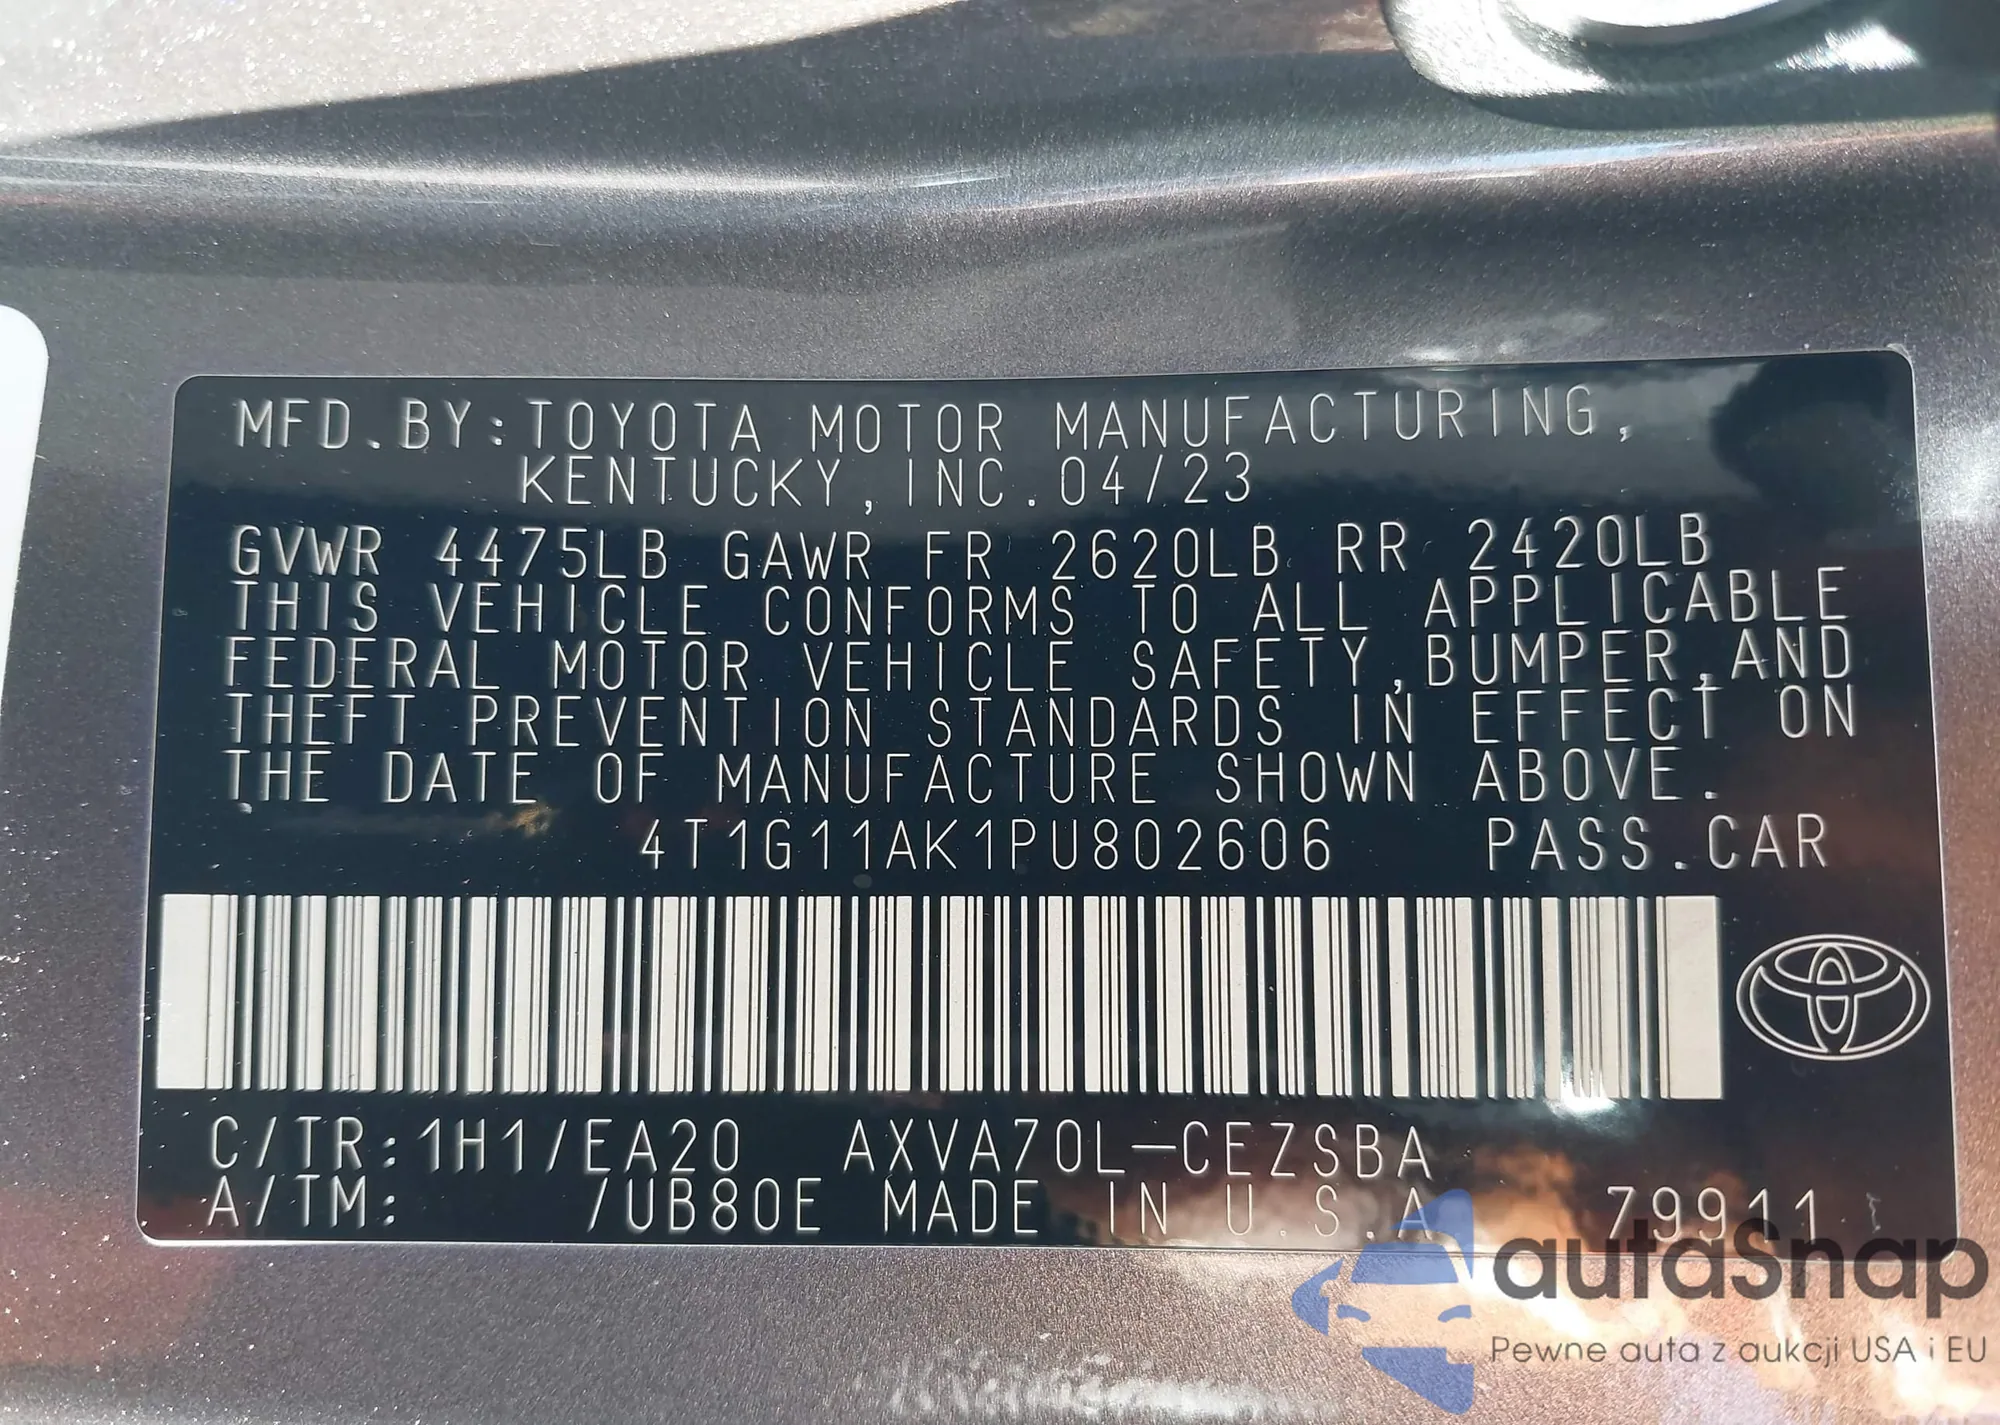 MFD.BY:TOYOTA MOTOR MANUFACTURING,
KENTUCKY,INC.04/23
GVWR 4475LB GAWR FR 2620LB RR 2420LB
THIS VEHICLE CONFORMS TO ALL APPLICABLE
FEDERAL MOTOR VEHICLE SAFETY,BUMPER,AND
THEFT PREVENTION STANDARDS IN EFFECT ON
THE DATE OF MANUFACTURE SHOWN ABOVE.
4T1G11AK1PU802606 PASS.CAR
C/TR:1H1/EA20 AXVA70L-CEZSBA
A/TM: /UB80E MADE IN U.S.A 79911
autaSnap
Pewne auta z aukcji USA i EU